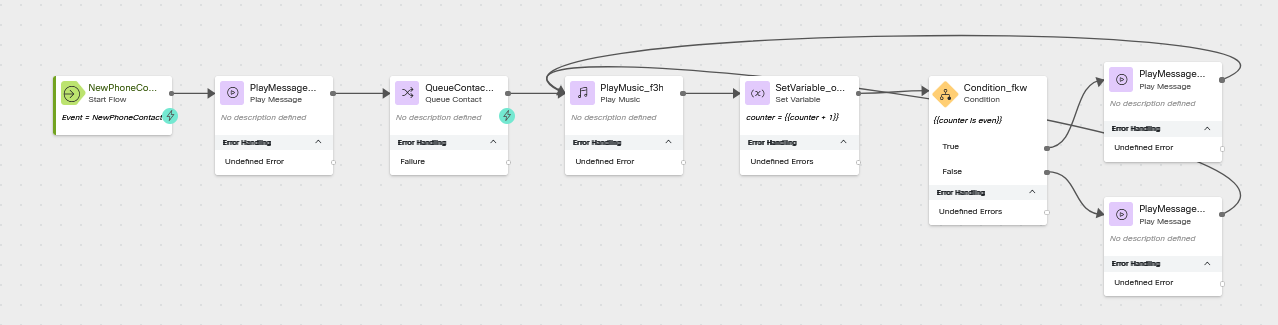 NewPhoneCo...
Start Flow
Event = NewPhoneContact
PlayMessage...
Play Message
No description defined
Error Handling
Undefined Error
QueueContac...
Queue Contact
No description defined
Error Handling
Failure
PlayMusic_f3h
Play Music
No description defined
Error Handling
Undefined Error
SetVariable_o...
Set Variable
counter = {{counter + 1}}
Error Handling
Undefined Errors
Condition_fkw
Condition
{{counter is even}}
True
False
Error Handling
Undefined Errors
PlayMessage...
Play Message
No description defined
Error Handling
Undefined Error
PlayMessage...
Play Message
No description defined
Error Handling
Undefined Error